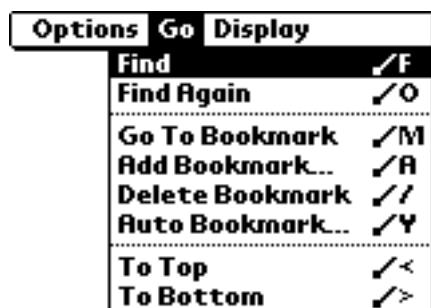 Options Go Display
Find /F
Find Again /O
Go To Bookmark /M
Add Bookmark... /A
Delete Bookmark //
Auto Bookmark... /Y
To Top /<
To Bottom />